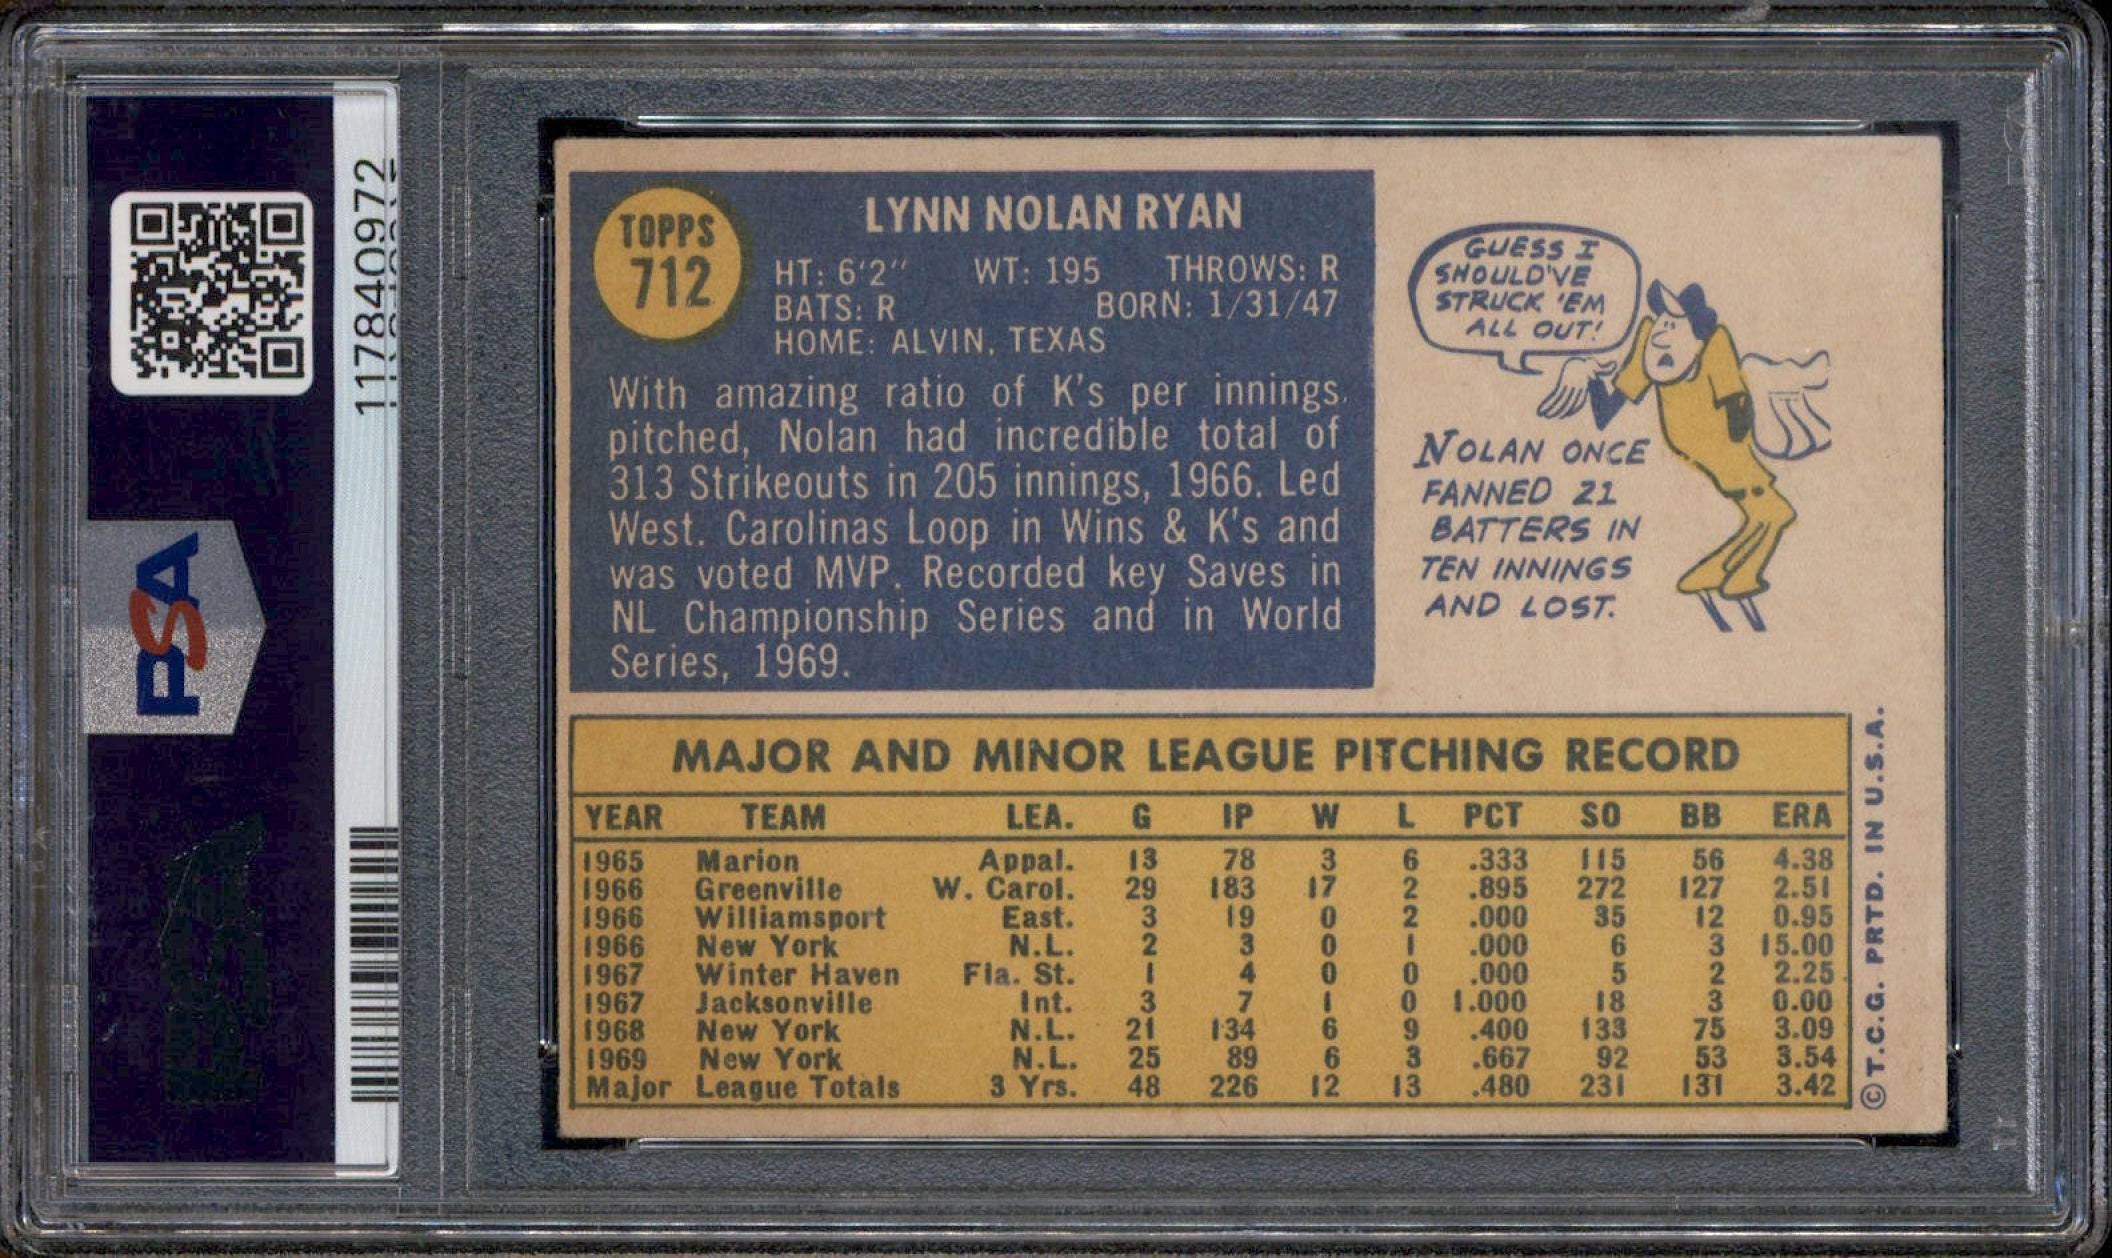 PSA
117840972
TOPPS
712
LYNN NOLAN RYAN
HT: 6'2" WT: 195 THROWS: R
BATS: R BORN: 1/31/47
HOME: ALVIN, TEXAS
With amazing ratio of K's per innings
pitched, Nolan had incredible total of
313 Strikeouts in 205 innings, 1966. Led
West. Carolinas Loop in Wins & K's and
was voted MVP. Recorded key Saves in
NL Championship Series and in World
Series, 1969.
GUESS I
SHOULD'VE
STRUCK 'EM
ALL OUT!
NOLAN ONCE
FANNED 21
BATTERS IN
TEN INNINGS
AND LOST.
MAJOR AND MINOR LEAGUE PITCHING RECORD
YEAR TEAM LEA. G IP W L PCT SO BB ERA
1965 Marion Appal. 13 78 3 6 .333 115 56 4.38
1966 Greenville W. Carol. 29 183 17 2 .895 272 127 2.51
1966 Williamsport East. 3 19 0 2 .000 35 12 0.95
1966 New York N.L. 2 3 0 1 .000 6 3 15.00
1967 Winter Haven Fla. St. 1 4 0 0 .000 5 2 2.25
1967 Jacksonville Int. 3 7 1 0 1.000 18 3 0.00
1968 New York N.L. 21 134 6 9 .400 133 75 3.09
1969 New York N.L. 25 89 6 3 .667 92 53 3.54
Major League Totals 3 Yrs. 48 226 12 13 .480 231 131 3.42
©T.C.G. PRTD. IN U.S.A.